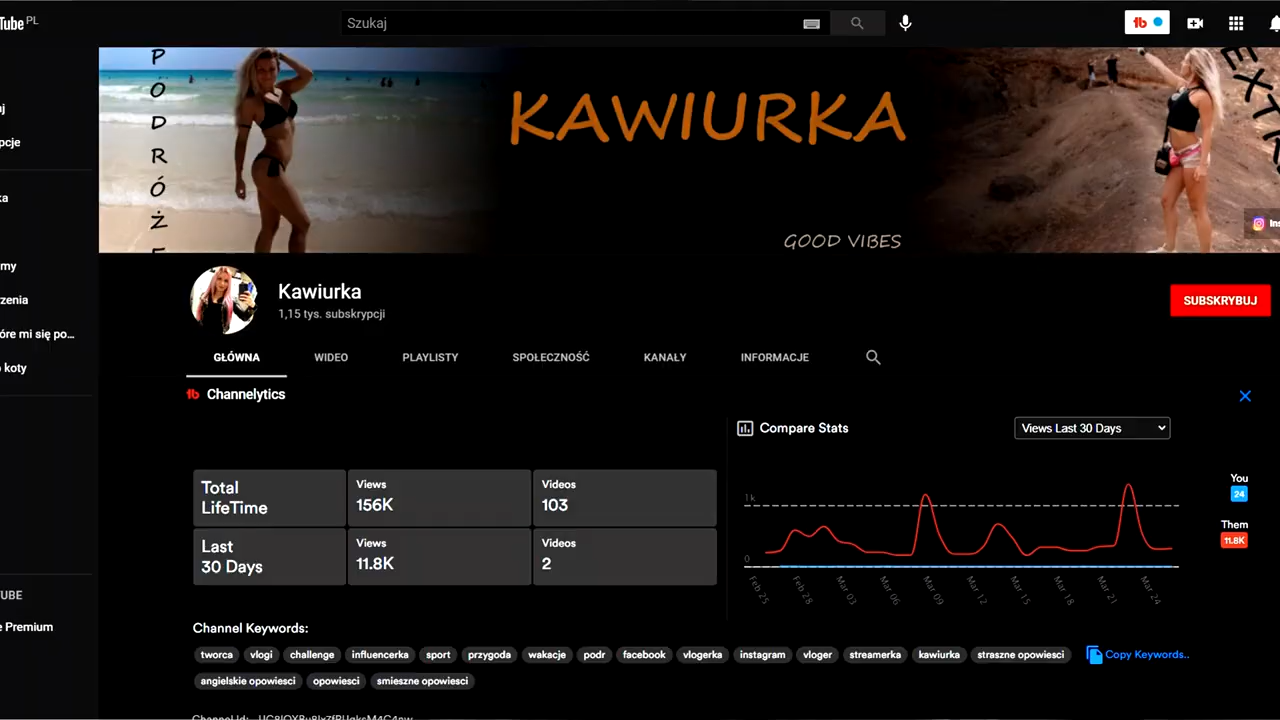 Tube PL
Szukaj
tb
PODRÓŻE
KAWIURKA
GOOD VIBES
EXTR
Ins
Kawiurka
1,15 tys. subskrypcji
SUBSKRYBUJ
GŁÓWNA WIDEO PLAYLISTY SPOŁECZNOŚĆ KANAŁY INFORMACJE
j
pcje
ka
my
zenia
óre mi się po...
koty
UBE
e Premium
tb Channelytics
Compare Stats
Views Last 30 Days
Total LifeTime
Views
156K
Videos
103
Last 30 Days
Views
11.8K
Videos
2
1k
0
Feb 25 Feb 28 Mar 03 Mar 06 Mar 09 Mar 12 Mar 15 Mar 18 Mar 21 Mar 24
You
24
Them
11.8K
Channel Keywords:
tworca vlogi challenge influencerka sport przygoda wakacje podr facebook vlogerka instagram vloger streamerka kawiurka straszne opowiesci
Copy Keywords..
angielskie opowiesci opowiesci smieszne opowiesci